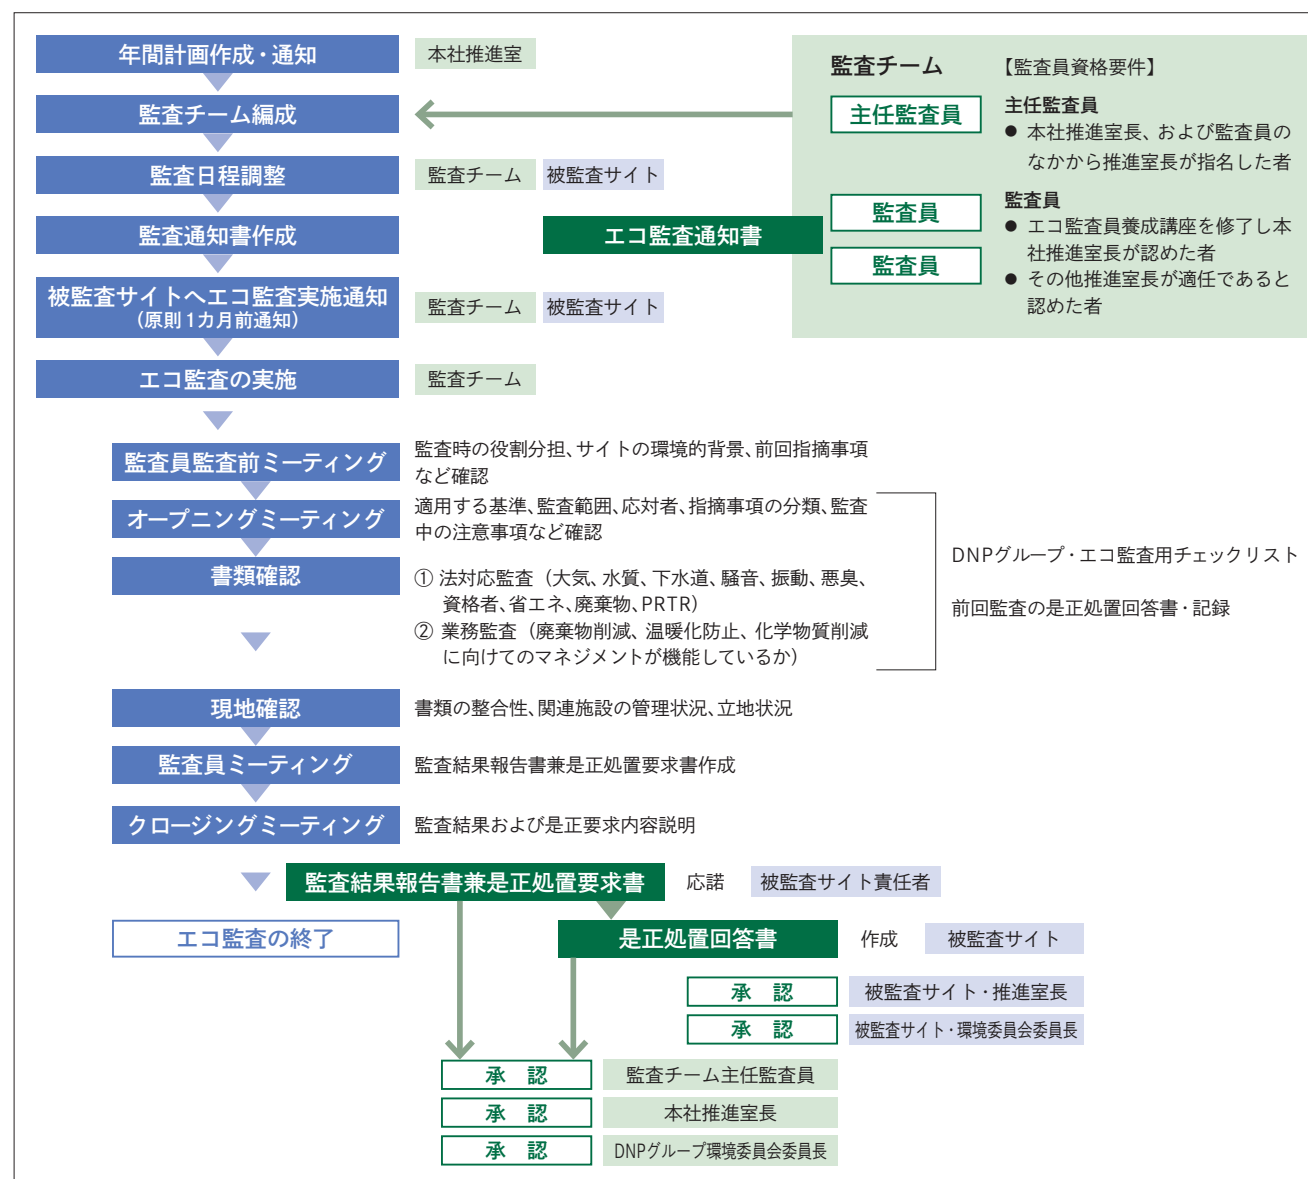 年間計画作成・通知
本社推進室
監査チーム編成
監査日程調整
監査チーム
被監査サイト
監査通知書作成
エコ監査通知書
監査チーム
【監査員資格要件】
主任監査員
主任監査員
● 本社推進室長、および監査員の
なかから推進室長が指名した者
監査員
監査員
監査員
● エコ監査員養成講座を修了し本
社推進室長が認めた者
● その他推進室長が適任であると
認めた者
被監査サイトへエコ監査実施通知
（原則1カ月前通知）
監査チーム
被監査サイト
エコ監査の実施
監査チーム
監査員監査前ミーティング
監査時の役割分担、サイトの環境的背景、前回指摘事項
など確認
オープニングミーティング
適用する基準、監査範囲、応対者、指摘事項の分類、監査
中の注意事項など確認
書類確認
① 法対応監査（大気、水質、下水道、騒音、振動、悪臭、
資格者、省エネ、廃棄物、PRTR）
② 業務監査（廃棄物削減、温暖化防止、化学物質削減
に向けてのマネジメントが機能しているか）
DNPグループ・エコ監査用チェックリスト
前回監査の是正処置回答書・記録
現地確認
書類の整合性、関連施設の管理状況、立地状況
監査員ミーティング
監査結果報告書兼是正処置要求書作成
クロージングミーティング
監査結果および是正要求内容説明
監査結果報告書兼是正処置要求書
応諾
被監査サイト責任者
エコ監査の終了
是正処置回答書
作成
被監査サイト
承 認
被監査サイト・推進室長
承 認
被監査サイト・環境委員会委員長
承 認
監査チーム主任監査員
承 認
本社推進室長
承 認
DNPグループ環境委員会委員長